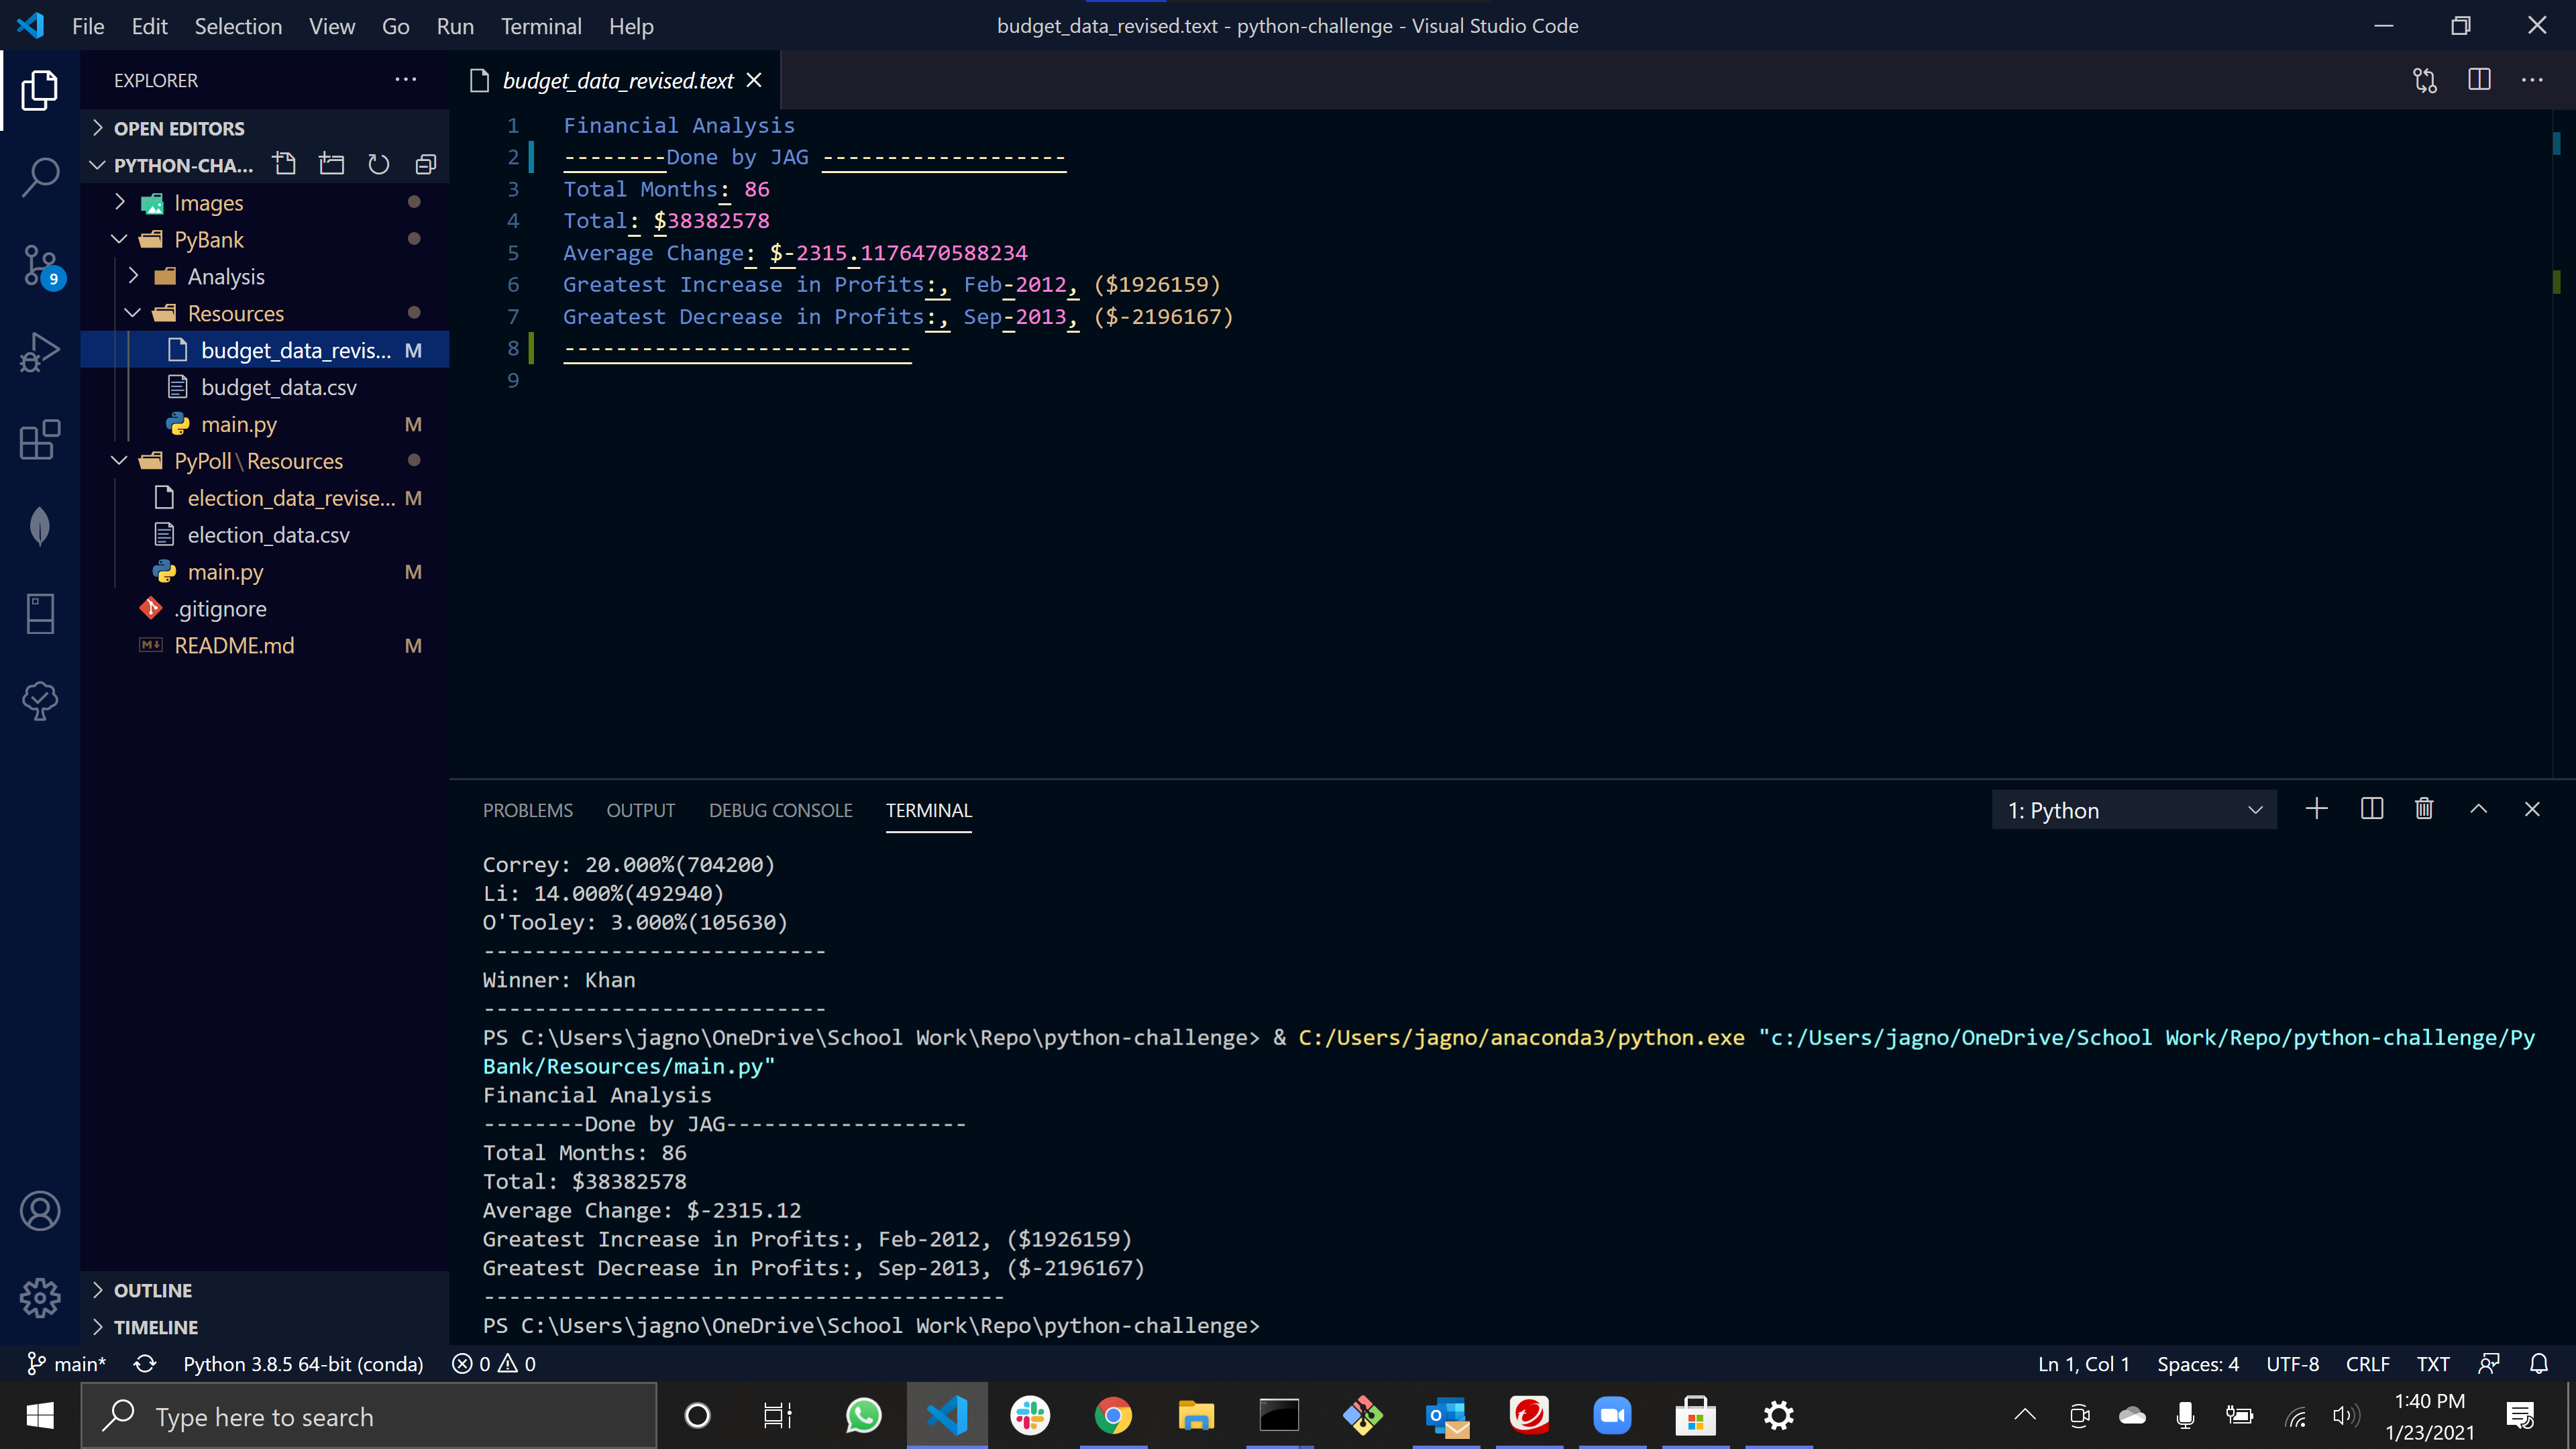 File Edit Selection View Go Run Terminal Help
budget_data_revised.text - python-challenge - Visual Studio Code
EXPLORER
OPEN EDITORS
PYTHON-CHA...
Images
PyBank
Analysis
Resources
budget_data_revis... M
budget_data.csv
main.py M
PyPoll\Resources
election_data_revise... M
election_data.csv
main.py M
.gitignore
README.md M
OUTLINE
TIMELINE
9
budget_data_revised.text
1 Financial Analysis
2 --------Done by JAG -------------------
3 Total Months: 86
4 Total: $38382578
5 Average Change: $-2315.1176470588234
6 Greatest Increase in Profits:, Feb-2012, ($1926159)
7 Greatest Decrease in Profits:, Sep-2013, ($-2196167)
8 ---------------------------
9
PROBLEMS OUTPUT DEBUG CONSOLE TERMINAL
1: Python
Correy: 20.000%(704200)
Li: 14.000%(492940)
O'Tooley: 3.000%(105630)
---------------------------
Winner: Khan
---------------------------
PS C:\Users\jagno\OneDrive\School Work\Repo\python-challenge> & C:/Users/jagno/anaconda3/python.exe "c:/Users/jagno/OneDrive/School Work/Repo/python-challenge/Py
Bank/Resources/main.py"
Financial Analysis
--------Done by JAG-------------------
Total Months: 86
Total: $38382578
Average Change: $-2315.12
Greatest Increase in Profits:, Feb-2012, ($1926159)
Greatest Decrease in Profits:, Sep-2013, ($-2196167)
-----------------------------------------
PS C:\Users\jagno\OneDrive\School Work\Repo\python-challenge>
main* Python 3.8.5 64-bit (conda) 0 0
Ln 1, Col 1 Spaces: 4 UTF-8 CRLF TXT
Type here to search
1:40 PM
1/23/2021